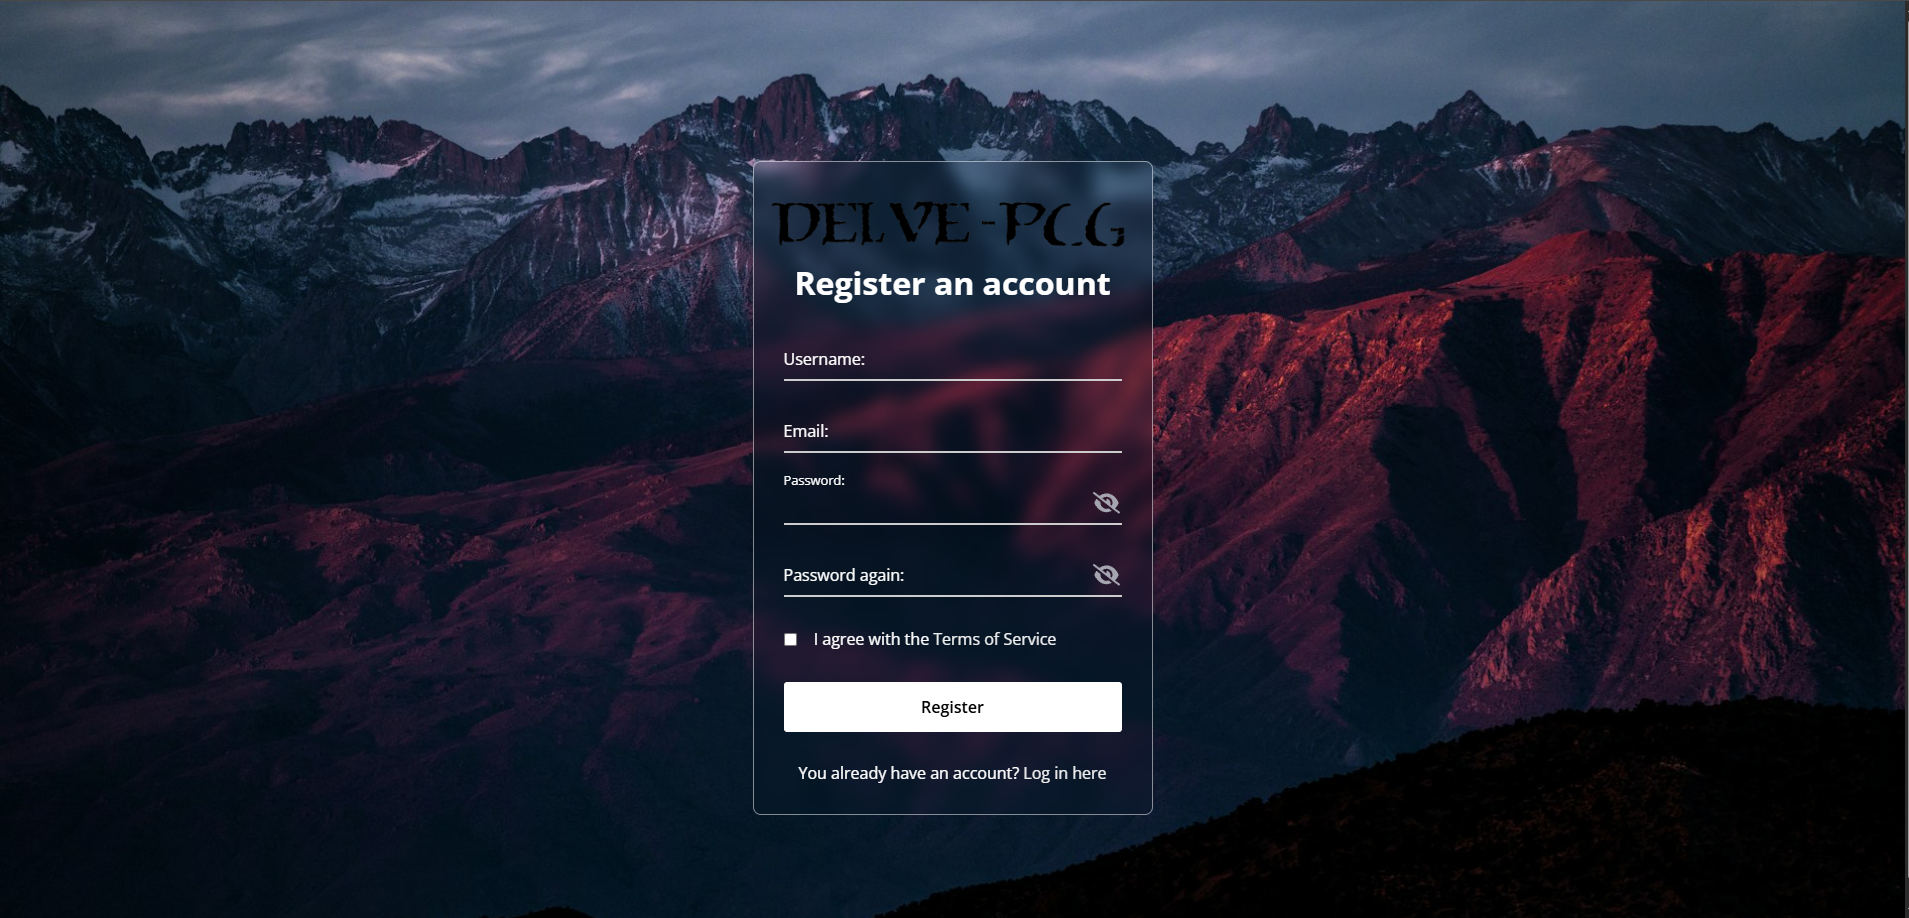 DELVE-PCG
Register an account
Username:
Email:
Password:
Password again:
I agree with the Terms of Service
Register
You already have an account? Log in here